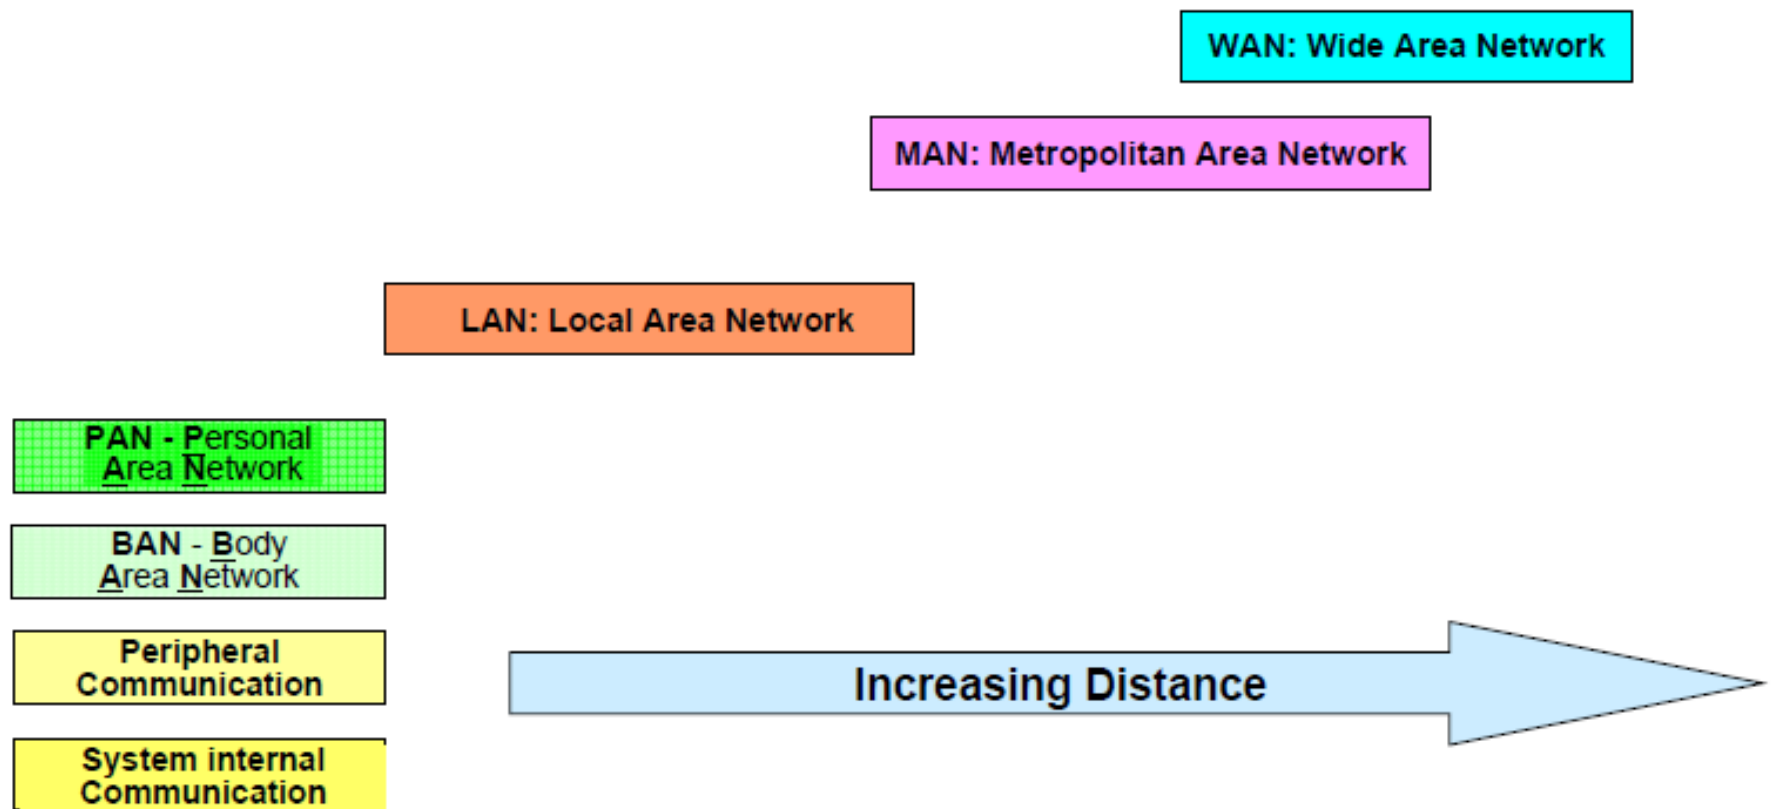 WAN: Wide Area Network
MAN: Metropolitan Area Network
LAN: Local Area Network
PAN - Personal
Area Network
BAN - Body
Area Network
Peripheral
Communication
Increasing Distance
System internal
Communication